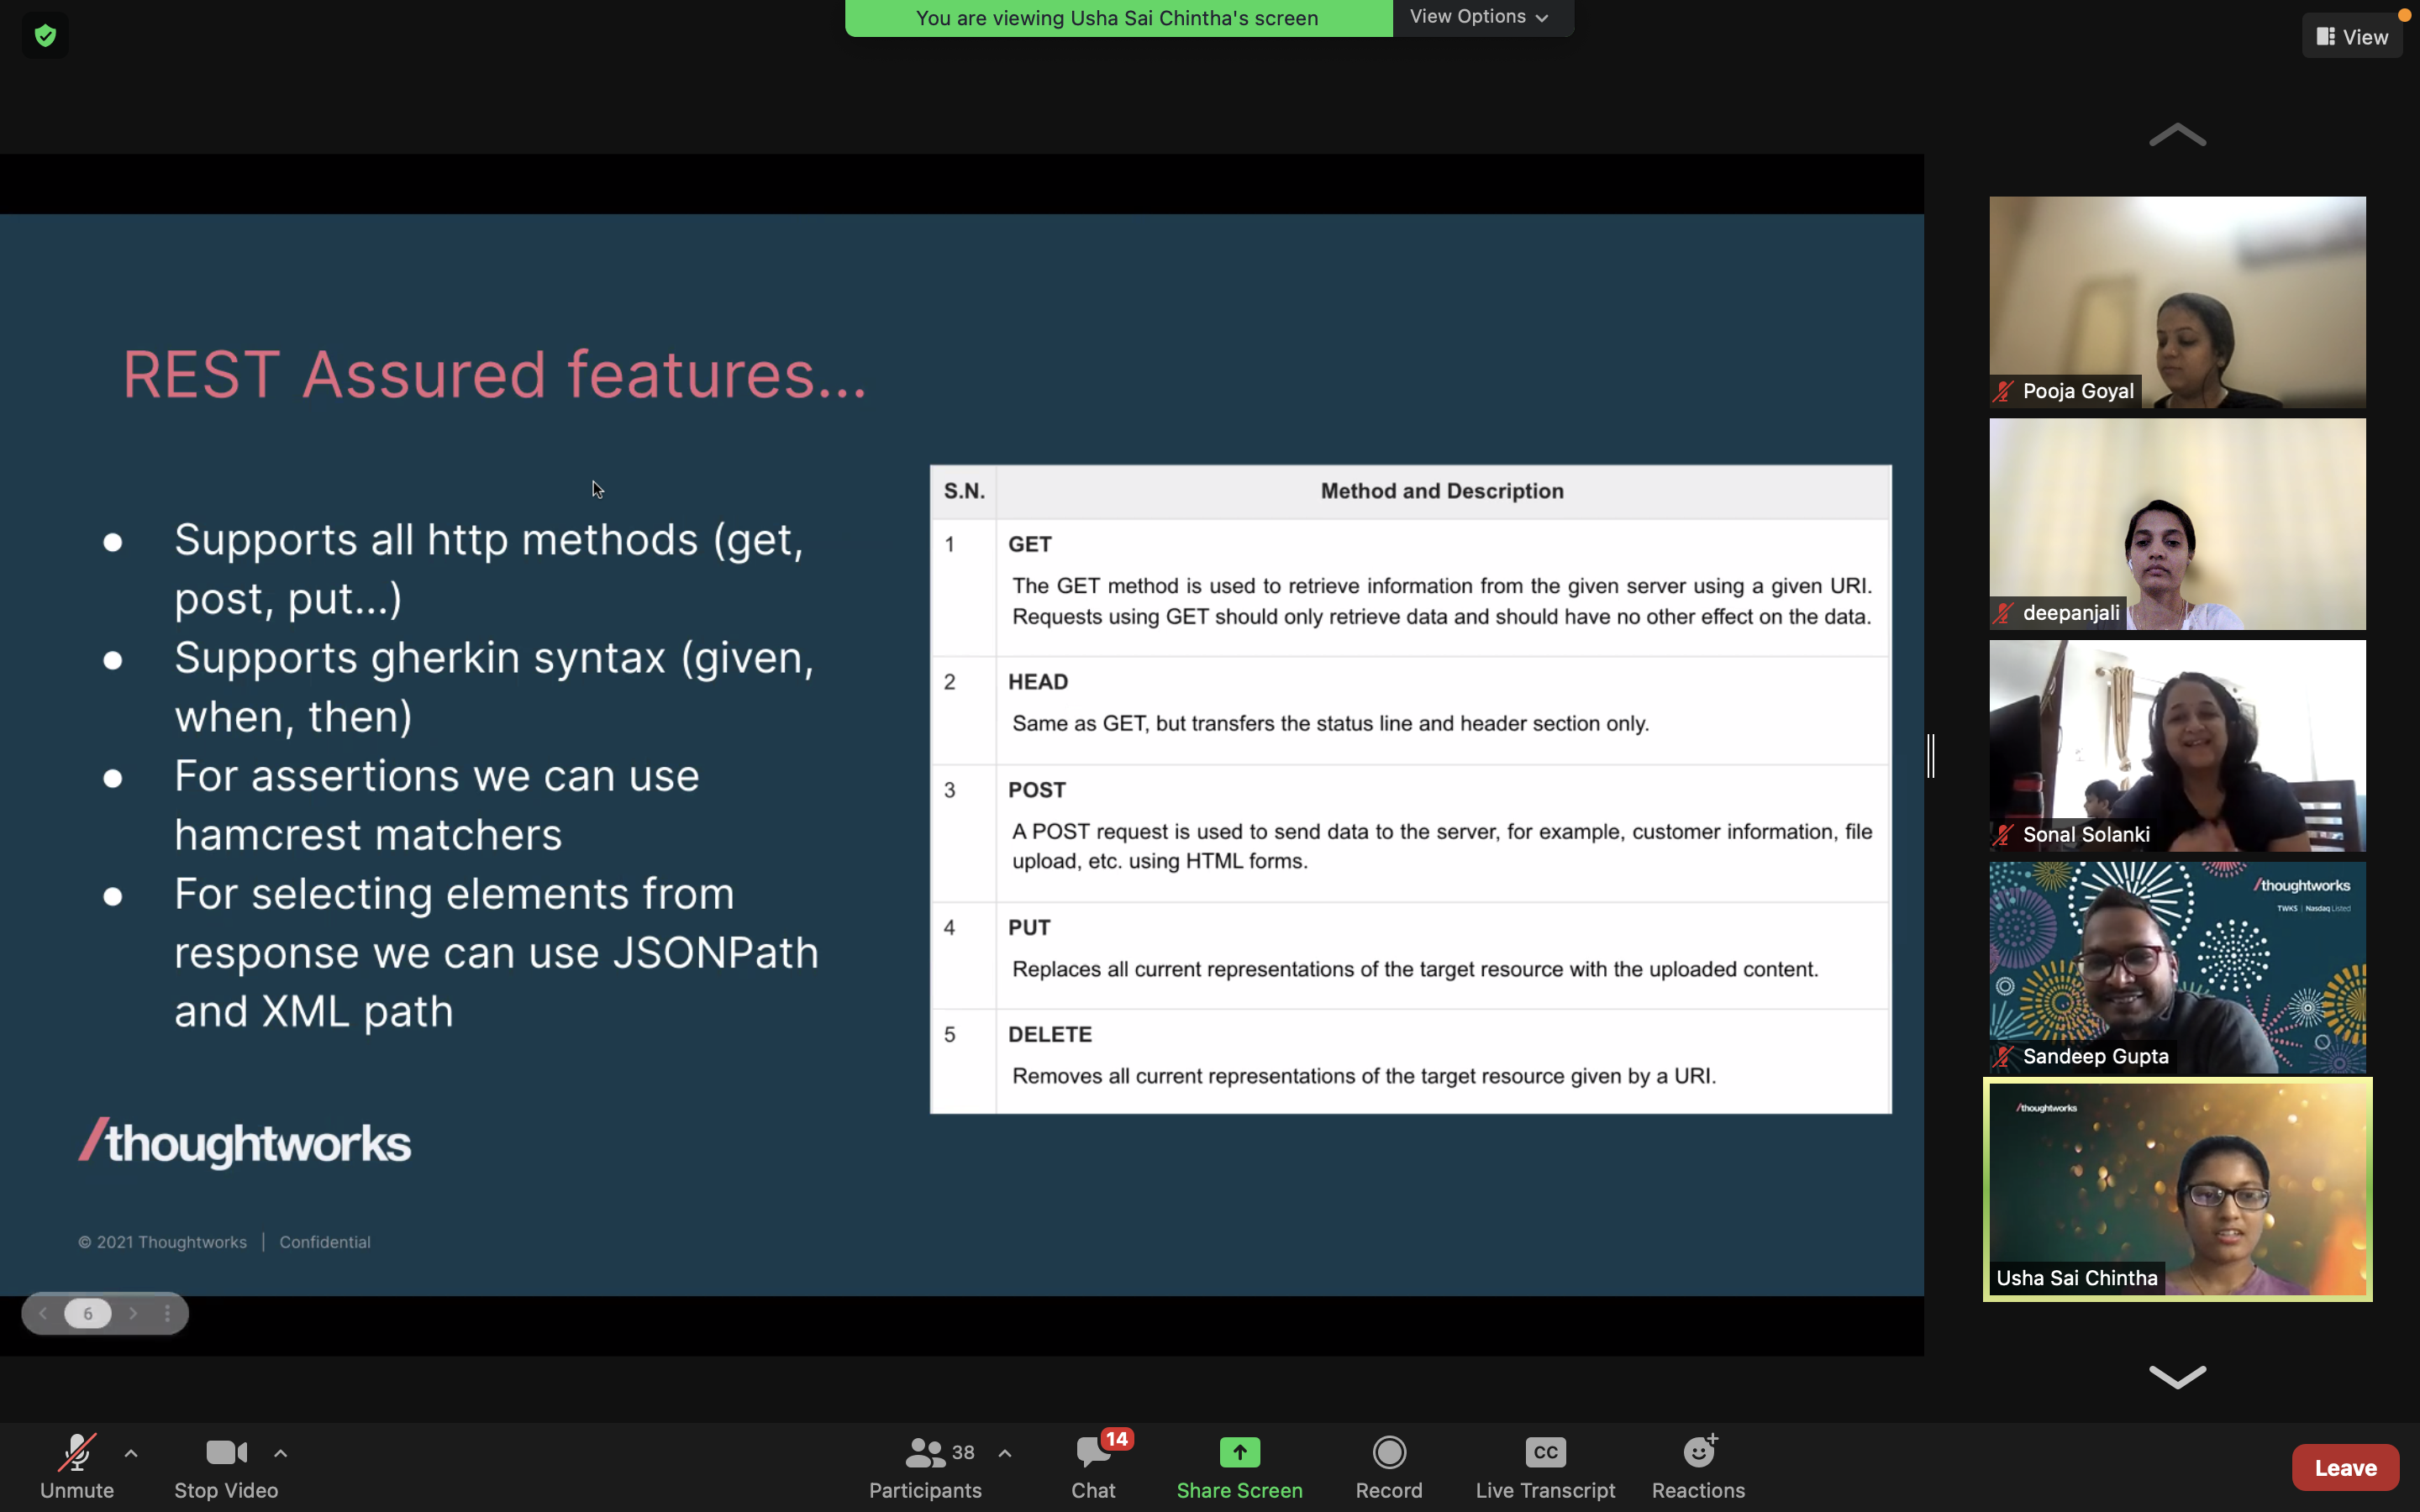 You are viewing Usha Sai Chintha's screen
View Options
View
REST Assured features...
Supports all http methods (get,
post, put...)
Supports gherkin syntax (given,
when, then)
For assertions we can use
hamcrest matchers
For selecting elements from
response we can use JSONPath
and XML path
S.N.
Method and Description
1
GET
The GET method is used to retrieve information from the given server using a given URI.
Requests using GET should only retrieve data and should have no other effect on the data.
2
HEAD
Same as GET, but transfers the status line and header section only.
3
POST
A POST request is used to send data to the server, for example, customer information, file
upload, etc. using HTML forms.
4
PUT
Replaces all current representations of the target resource with the uploaded content.
5
DELETE
Removes all current representations of the target resource given by a URI.
/thoughtworks
© 2021 Thoughtworks | Confidential
6
Pooja Goyal
deepanjali
Sonal Solanki
/thoughtworks
TWKS | Nasdaq Listed
Sandeep Gupta
/thoughtworks
Usha Sai Chintha
Unmute
Stop Video
38
Participants
14
Chat
Share Screen
Record
CC
Live Transcript
Reactions
Leave